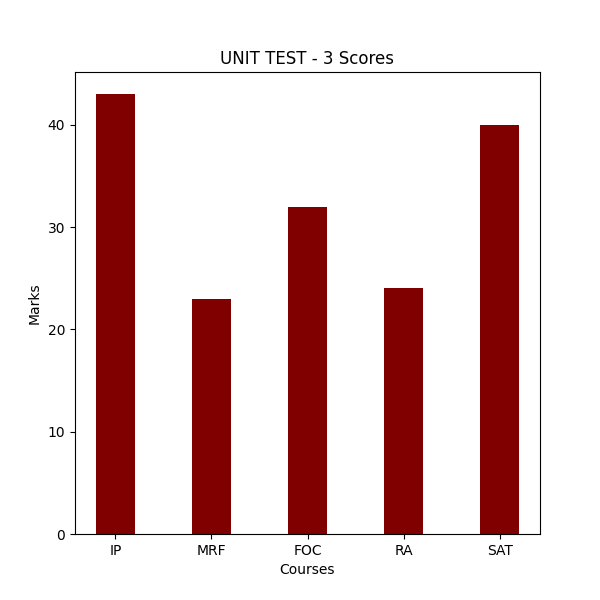 UNIT TEST - 3 Scores
40
30
20
10
0
Marks
IP MRF FOC RA SAT
Courses